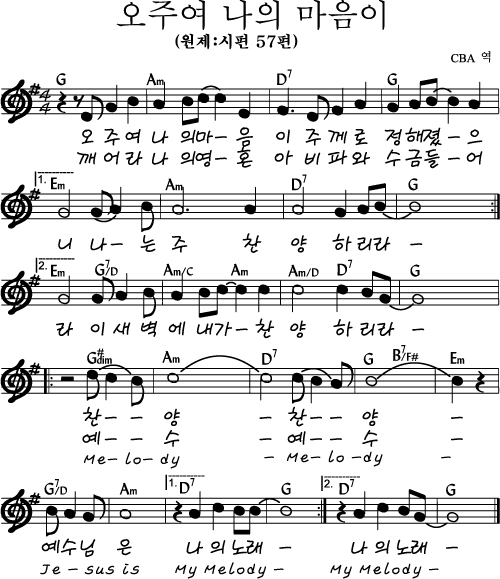 오주여 나의 마음이
(원제:시편 57편)
CBA 역
G Am D7 G
오 주 여 나 의마– 음 이 주 께 로 정 해졌 – 으
깨 어 라 나 의영– 혼 아 비 파 와 수 금들 – 어
1. Em Am D7 G
니 나 – 는 주 찬 양 하 리라 –
2. Em G7/D Am/C Am Am/D D7 G
라 이 새 벽 에 내가 – 찬 양 하 리라 –
G#dim Am D7 G B7/F# Em
찬 – – 양 – 찬 – – 양 –
예 – – 수 – 예 – – 수 –
Me – lo – dy – Me – lo – dy –
G7/D Am 1. D7 G 2. D7 G
예수님 은 나 의 노래 – 나 의 노래 –
Je – sus is My Melody – My Melody –